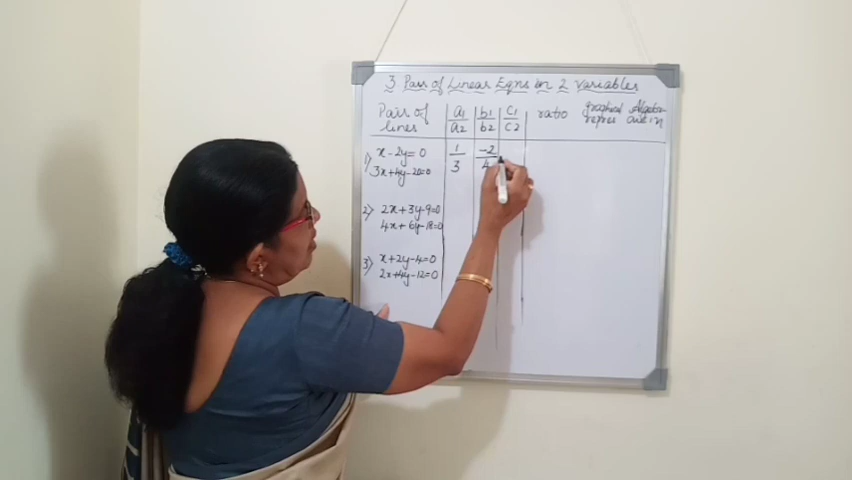 3 Pair of Linear Eqns in 2 variables
Pair of lines a1/a2 b1/b2 c1/c2 ratio graphical repres Algebra
1) x-2y=0 1/3 -2/4
3x+4y-20=0
2) 2x+3y-9=0
4x+6y-18=0
3) x+2y-4=0
2x+4y-12=0